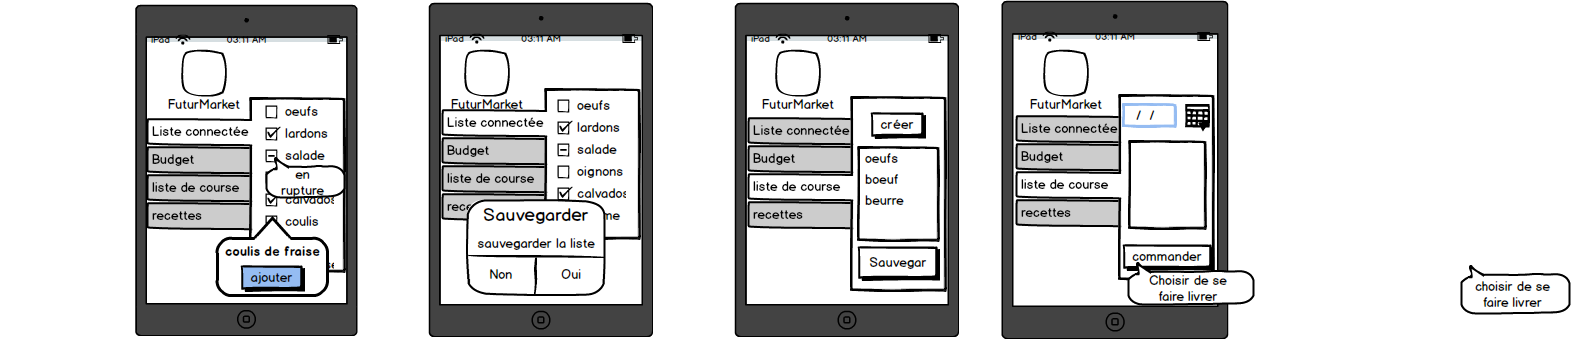 iPad 03:11 AM
FuturMarket
Liste connectée
Budget
liste de course
recettes
oeufs
lardons
salade
en
rupture
calvados
coulis
coulis de fraise
ajouter
iPad 03:11 AM
FuturMarket
Liste connectée
Budget
liste de course
oeufs
lardons
salade
oignons
calvados
Sauvegarder
sauvegarder la liste
Non Oui
iPad 03:11 AM
FuturMarket
Liste connectée
Budget
liste de course
recettes
créer
oeufs
boeuf
beurre
Sauvegar
iPad 03:11 AM
FuturMarket
Liste connectée
Budget
liste de course
recettes
/ /
commander
Choisir de se
faire livrer
choisir de se
faire livrer